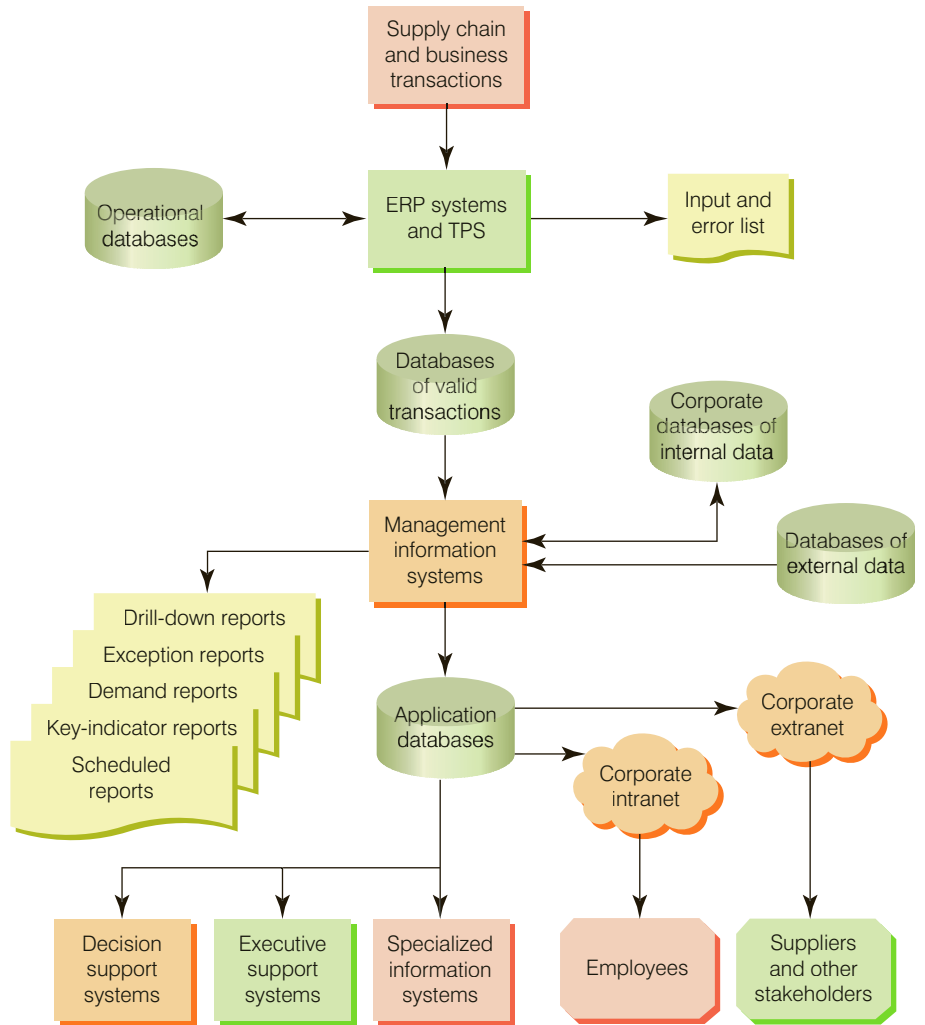 Supply chain
and business
transactions
Operational
databases
ERP systems
and TPS
Input and
error list
Databases
of valid
transactions
Corporate
databases of
internal data
Management
information
systems
Databases of
external data
Drill-down reports
Exception reports
Demand reports
Key-indicator reports
Scheduled
reports
Application
databases
Corporate
extranet
Corporate
intranet
Decision
support
systems
Executive
support
systems
Specialized
information
systems
Employees
Suppliers
and other
stakeholders